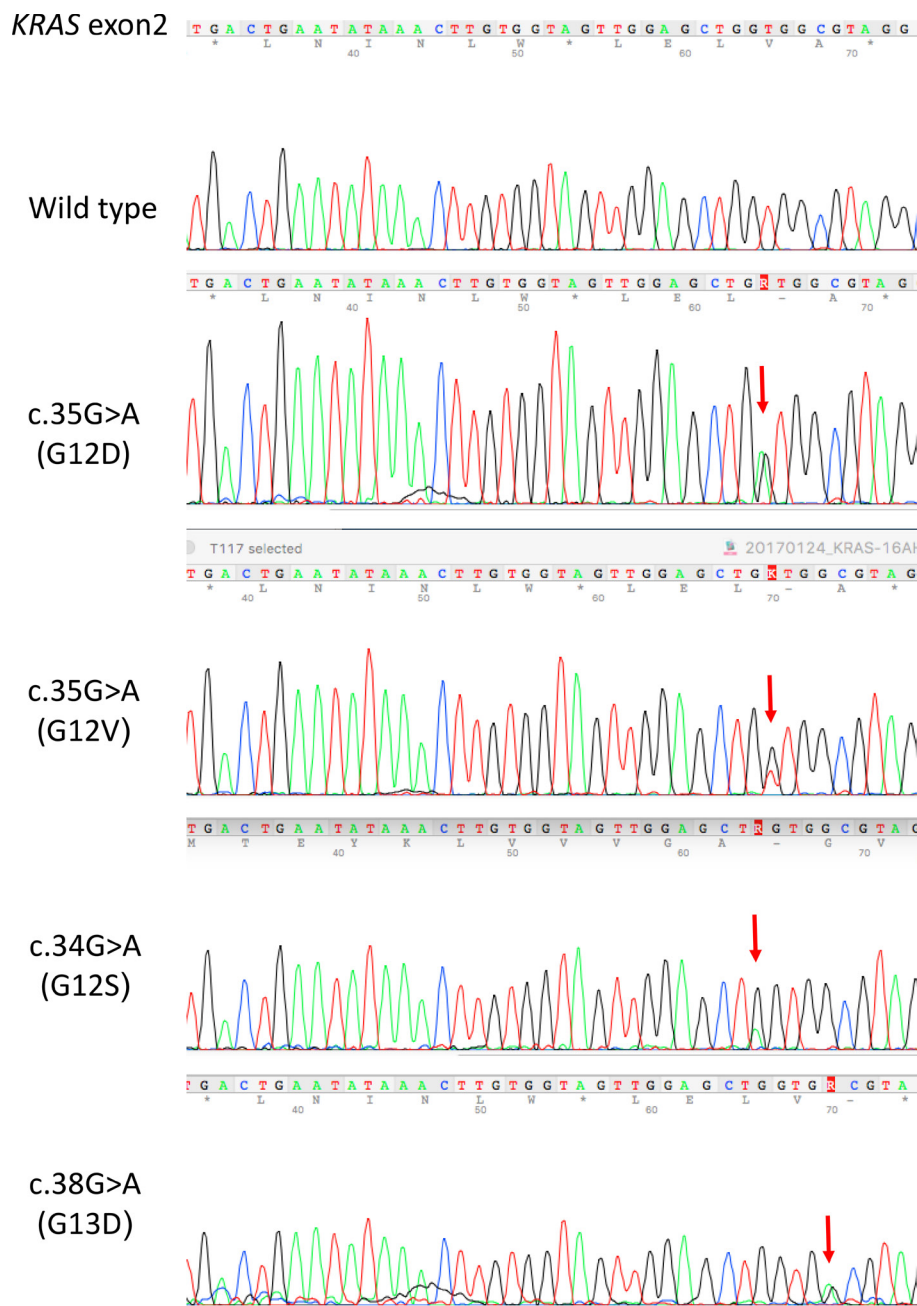 KRAS exon2
T G A C T G A A T A T A A A C T T G T G G T A G T T G G A G C T G G T G G C G T A G G
* L N I N L W * L E L V A *
40 50 60 70
Wild type
T G A C T G A A T A T A A A C T T G T G G T A G T T G G A G C T G R T G G C G T A G
* L N I N L W * L E L - A *
40 50 60 70
c.35G>A
(G12D)
T117 selected 20170124_KRAS-16AH
T G A C T G A A T A T A A A C T T G T G G T A G T T G G A G C T G K T G G C G T A G
* L N I N L W * L E L - A *
40 50 60 70
c.35G>A
(G12V)
T G A C T G A A T A T A A A C T T G T G G T A G T T G G A G C T R G T G G C G T A G
M T E Y K L V V V G A - G V
40 50 60 70
c.34G>A
(G12S)
T G A C T G A A T A T A A A C T T G T G G T A G T T G G A G C T G G T G R C G T A
* L N I N L W * L E L V - *
40 50 60 70
c.38G>A
(G13D)